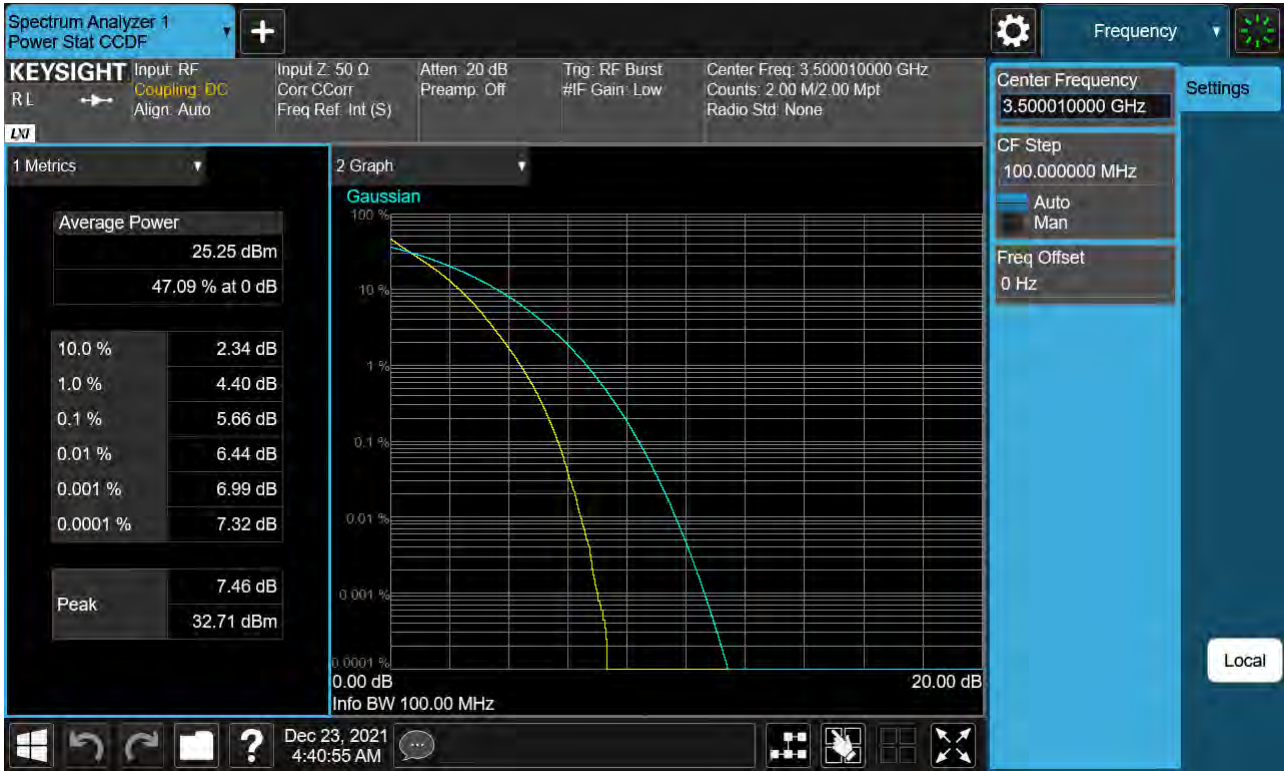 Spectrum Analyzer 1
Power Stat CCDF
Frequency
KEYSIGHT
R L
LXI
Input: RF
Coupling: DC
Align: Auto
Input Z: 50 Ω
Corr CCorr
Freq Ref: Int (S)
Atten: 20 dB
Preamp: Off
Trig: RF Burst
#IF Gain: Low
Center Freq: 3.500010000 GHz
Counts: 2.00 M/2.00 Mpt
Radio Std: None
1 Metrics
Average Power
25.25 dBm
47.09 % at 0 dB
10.0 % 2.34 dB
1.0 % 4.40 dB
0.1 % 5.66 dB
0.01 % 6.44 dB
0.001 % 6.99 dB
0.0001 % 7.32 dB
Peak
7.46 dB
32.71 dBm
2 Graph
Gaussian
100 %
10 %
1 %
0.1 %
0.01 %
0.001 %
0.0001 %
0.00 dB 20.00 dB
Info BW 100.00 MHz
Center Frequency
3.500010000 GHz
CF Step
100.000000 MHz
Auto
Man
Freq Offset
0 Hz
Settings
Local
?
Dec 23, 2021
4:40:55 AM